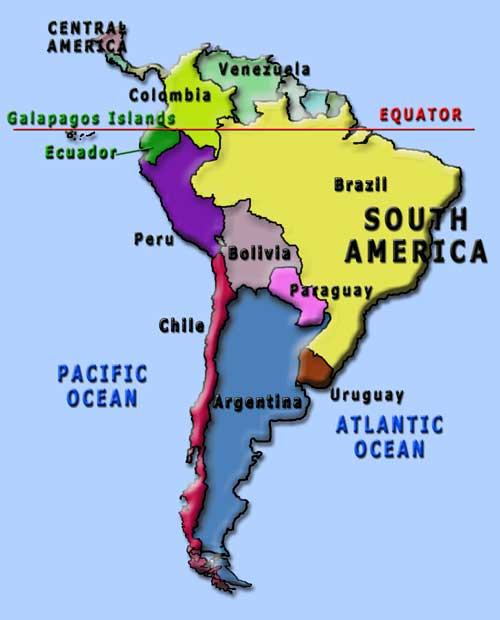 CENTRAL
AMERICA
Venezuela
Colombia
Galapagos Islands
EQUATOR
Ecuador
Brazil
SOUTH
AMERICA
Peru
Bolivia
Paraguay
Chile
PACIFIC
OCEAN
Argentina
Uruguay
ATLANTIC
OCEAN